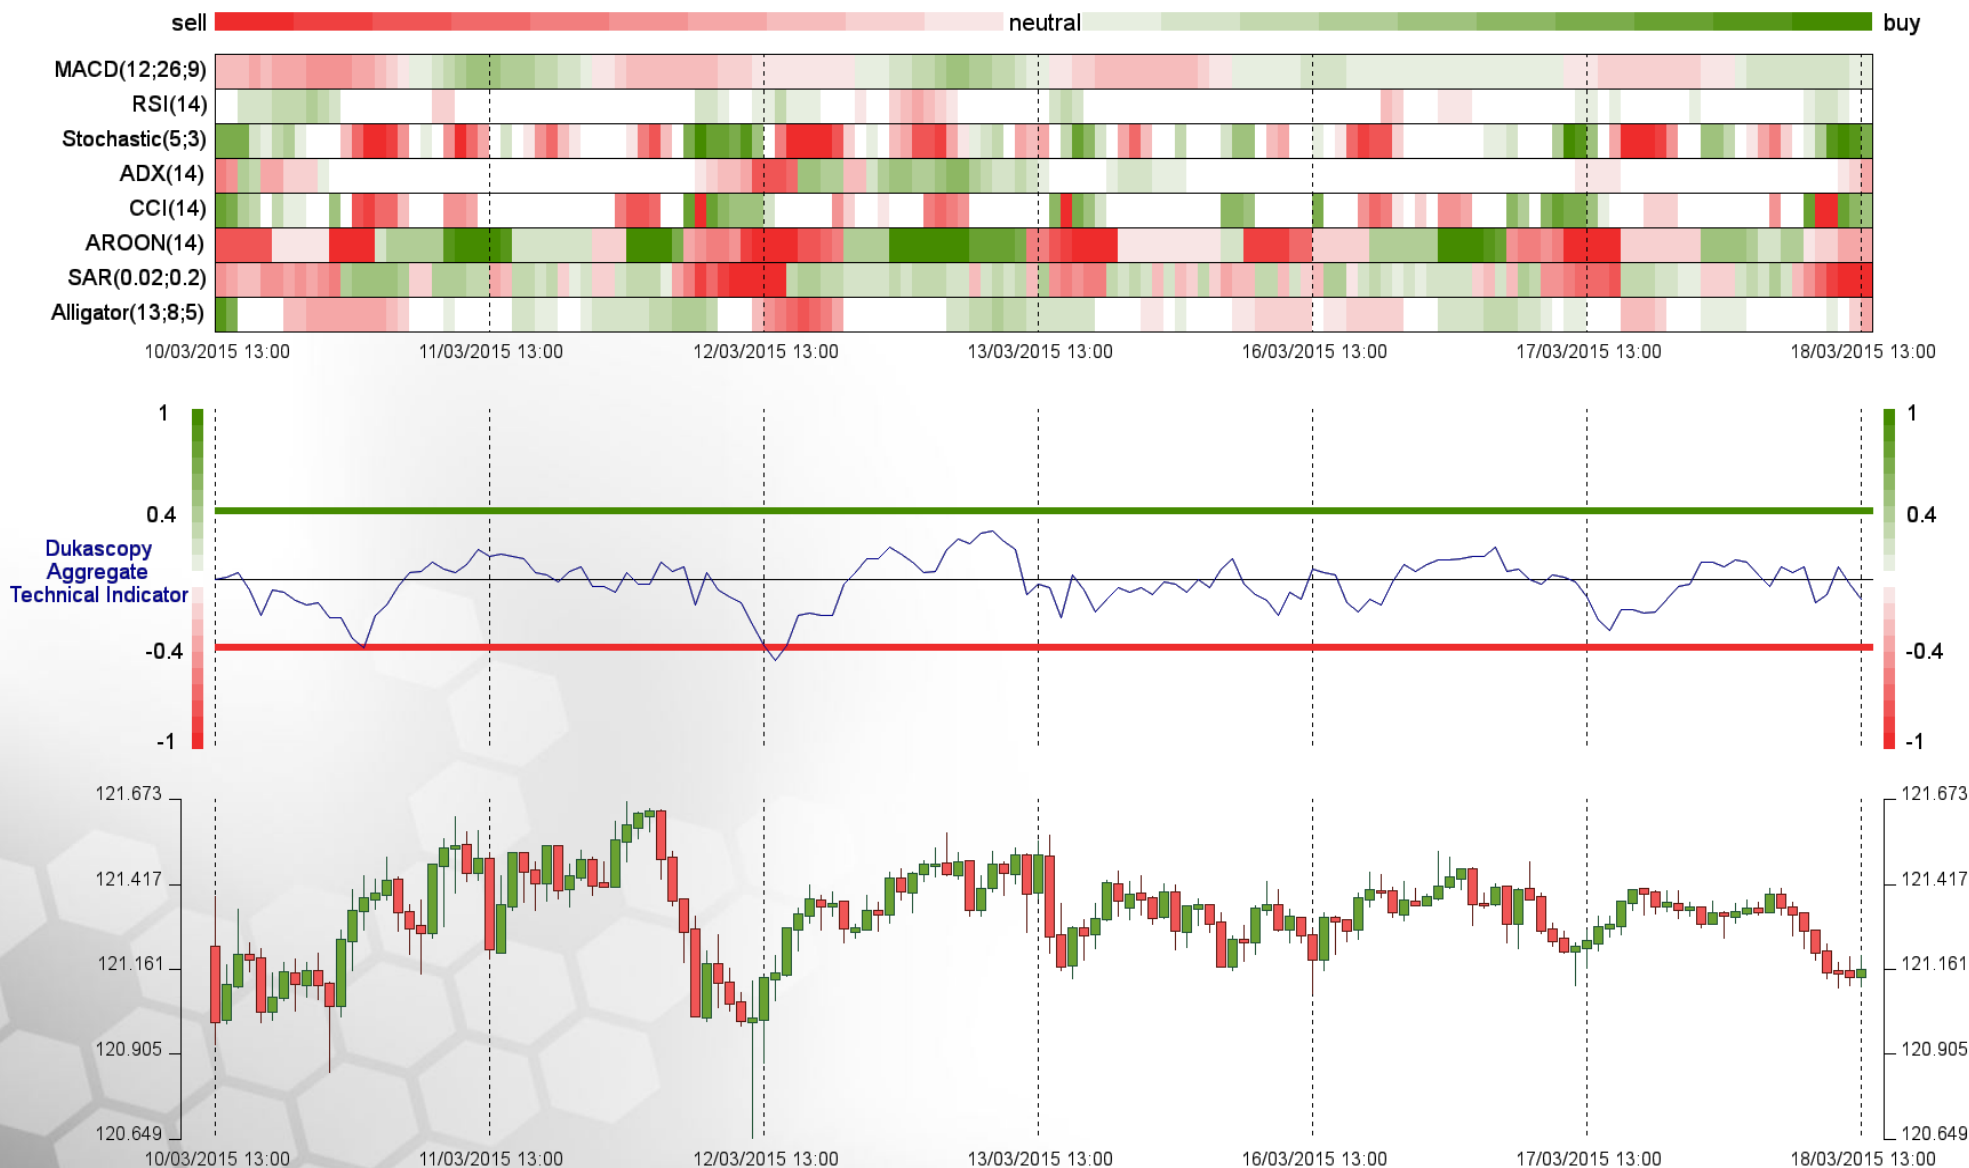 sell neutral buy
MACD(12;26;9)
RSI(14)
Stochastic(5;3)
ADX(14)
CCI(14)
AROON(14)
SAR(0.02;0.2)
Alligator(13;8;5)
10/03/2015 13:00 11/03/2015 13:00 12/03/2015 13:00 13/03/2015 13:00 16/03/2015 13:00 17/03/2015 13:00 18/03/2015 13:00
1 1
0.4 0.4
Dukascopy
Aggregate
Technical Indicator
-0.4 -0.4
-1 -1
121.673 121.673
121.417 121.417
121.161 121.161
120.905 120.905
120.649 120.649
10/03/2015 13:00 11/03/2015 13:00 12/03/2015 13:00 13/03/2015 13:00 16/03/2015 13:00 17/03/2015 13:00 18/03/2015 13:00